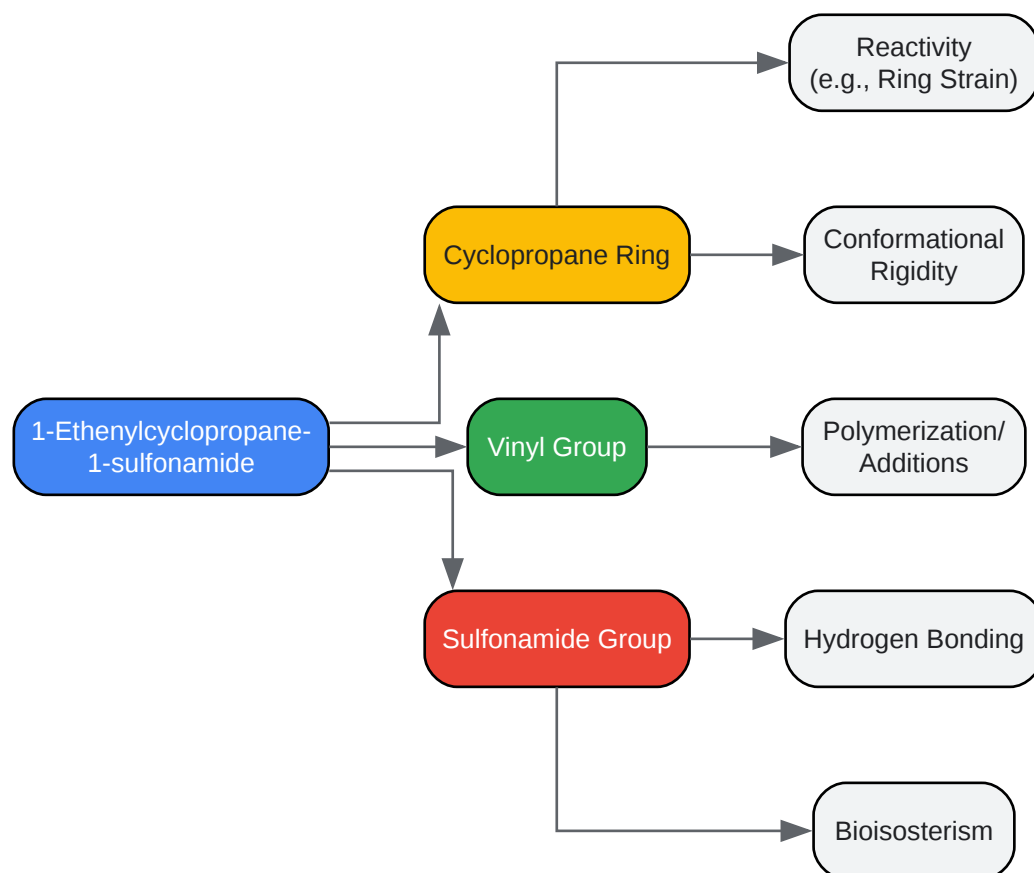 Reactivity
(e.g., Ring Strain)
Cyclopropane Ring
Conformational
Rigidity
1-Ethenylcyclopropane-
1-sulfonamide
Vinyl Group
Polymerization/
Additions
Sulfonamide Group
Hydrogen Bonding
Bioisosterism